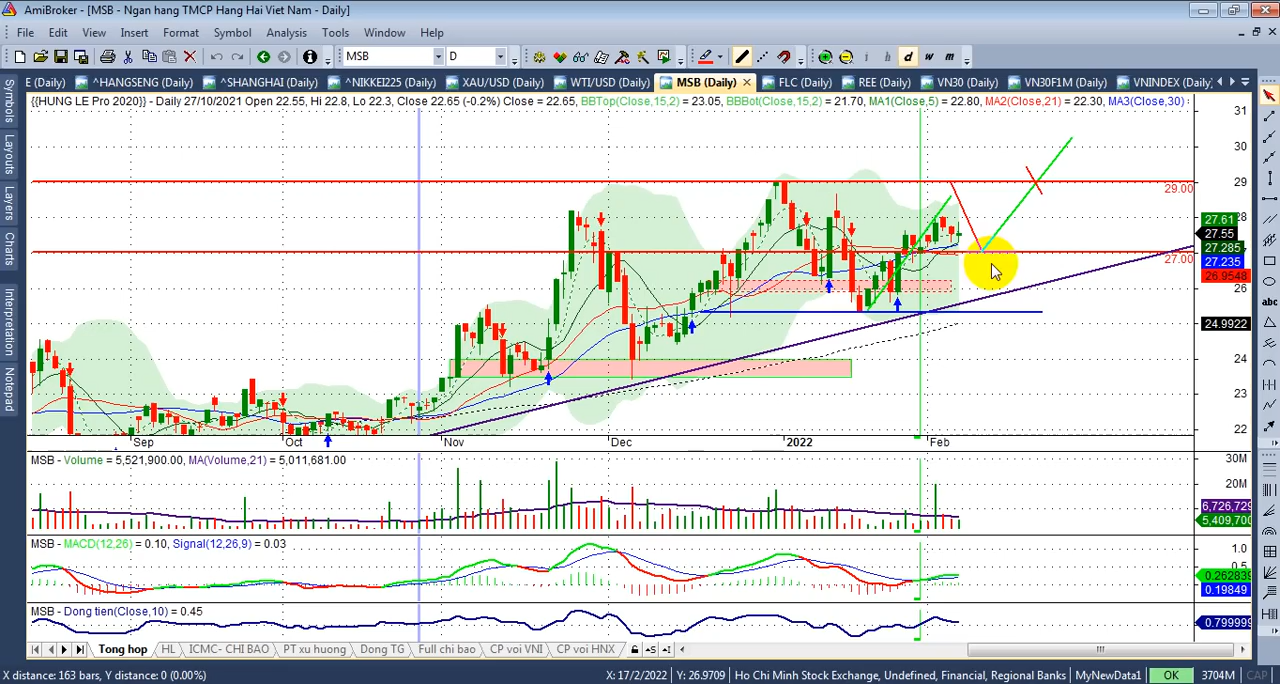 AmiBroker - [MSB - Ngan hang TMCP Hang Hai Viet Nam - Daily]
File Edit View Insert Format Symbol Analysis Tools Window Help
MSB D i h d w m
E (Daily) ^HANGSENG (Daily) ^SHANGHAI (Daily) ^NIKKEI225 (Daily) XAU/USD (Daily) WTI/USD (Daily) MSB (Daily) FLC (Daily) REE (Daily) VN30 (Daily) VN30F1M (Daily) VNINDEX (Daily)
{{HUNG LE Pro 2020}} - Daily 27/10/2021 Open 22.55, Hi 22.8, Lo 22.3, Close 22.65 (-0.2%) Close = 22.65, BBTop(Close,15,2) = 23.05, BBBot(Close,15,2) = 21.70, MA1(Close,5) = 22.80, MA2(Close,21) = 22.30, MA3(Close,30)
Symbols
Layouts
Layers
Charts
Interpretation
Notepad
31
30
29
29.00
28
27.61
27.55
27.285
27.00
27.235
26.9548
26
24.9922
24
23
22
abc
Sep Oct Nov Dec 2022 Feb
MSB - Volume = 5,521,900.00, MA(Volume,21) = 5,011,681.00
30M
20M
6,726,729
5,409,700
MSB - MACD(12,26) = 0.10, Signal(12,26,9) = 0.03
1.0
0.5
0.262839
0.19849
MSB - Dong tien(Close,10) = 0.45
0.799999
Tong hop HL ICMC- CHI BAO PT xu huong Dong TG Full chi bao CP voi VNI CP voi HNX
X distance: 163 bars, Y distance: 0 (0.00%) X: 17/2/2022 Y: 26.9709 Ho Chi Minh Stock Exchange, Undefined, Financial, Regional Banks MyNewData1 OK 3704M CAP